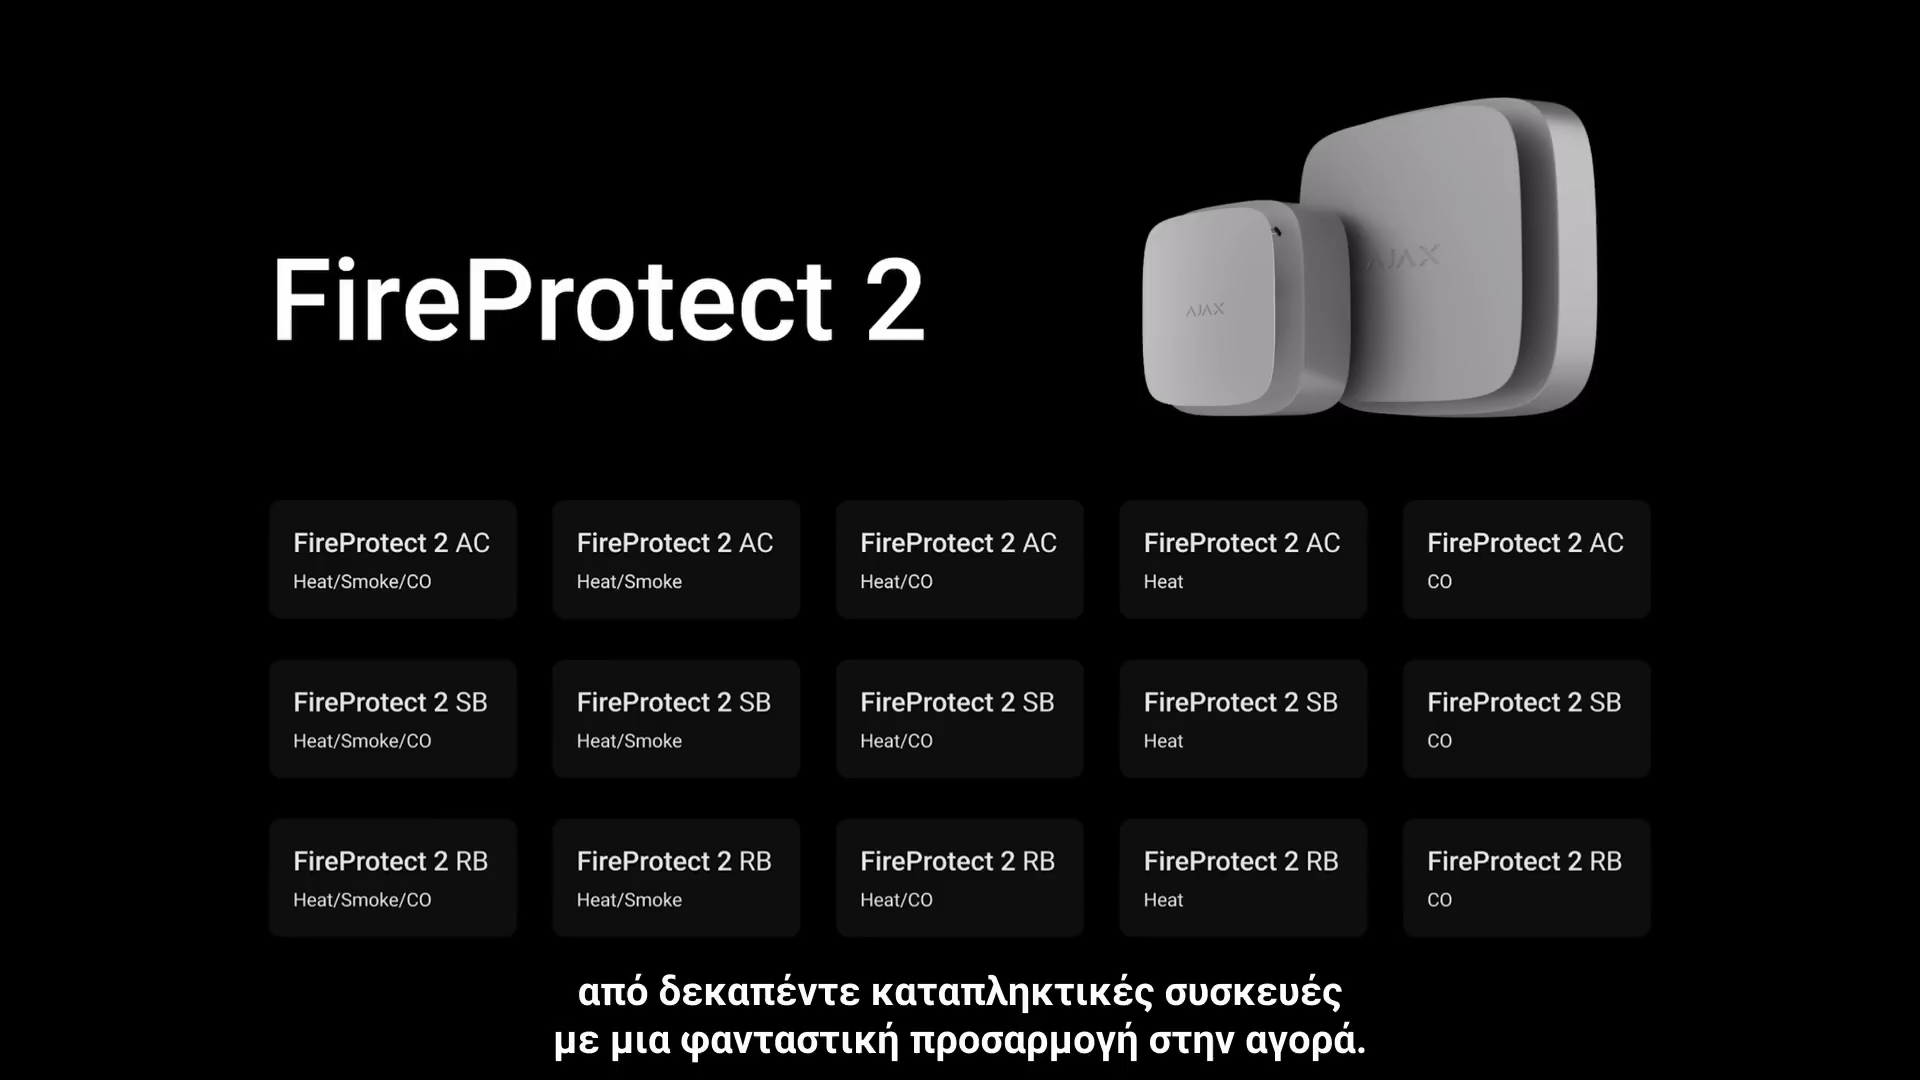 FireProtect 2
AJAX
AJAX
FireProtect 2 AC
Heat/Smoke/CO
FireProtect 2 AC
Heat/Smoke
FireProtect 2 AC
Heat/CO
FireProtect 2 AC
Heat
FireProtect 2 AC
CO
FireProtect 2 SB
Heat/Smoke/CO
FireProtect 2 SB
Heat/Smoke
FireProtect 2 SB
Heat/CO
FireProtect 2 SB
Heat
FireProtect 2 SB
CO
FireProtect 2 RB
Heat/Smoke/CO
FireProtect 2 RB
Heat/Smoke
FireProtect 2 RB
Heat/CO
FireProtect 2 RB
Heat
FireProtect 2 RB
CO
από δεκαπέντε καταπληκτικές συσκευές
με μια φανταστική προσαρμογή στην αγορά.